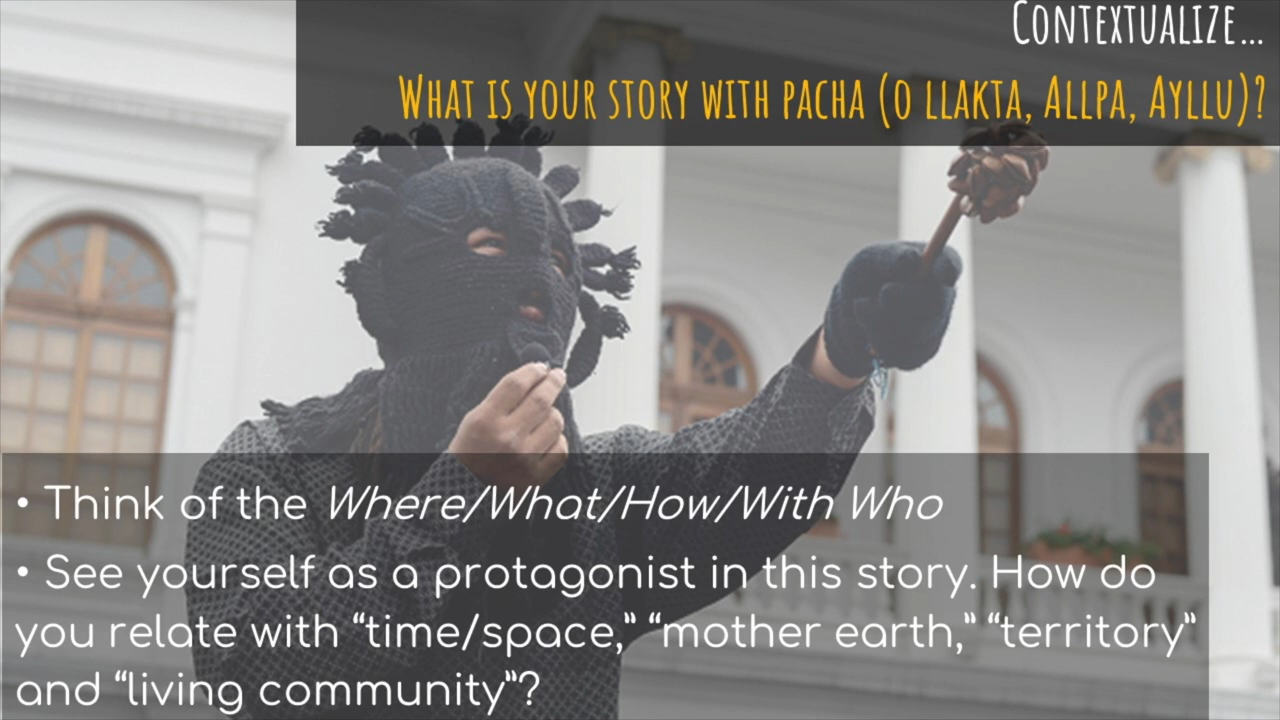 Contextualize...
What is your story with pacha (o llakta, Allpa, Ayllu)?
• Think of the Where/What/How/With Who
• See yourself as a protagonist in this story. How do
you relate with “time/space,” “mother earth,” “territory”
and “living community”?